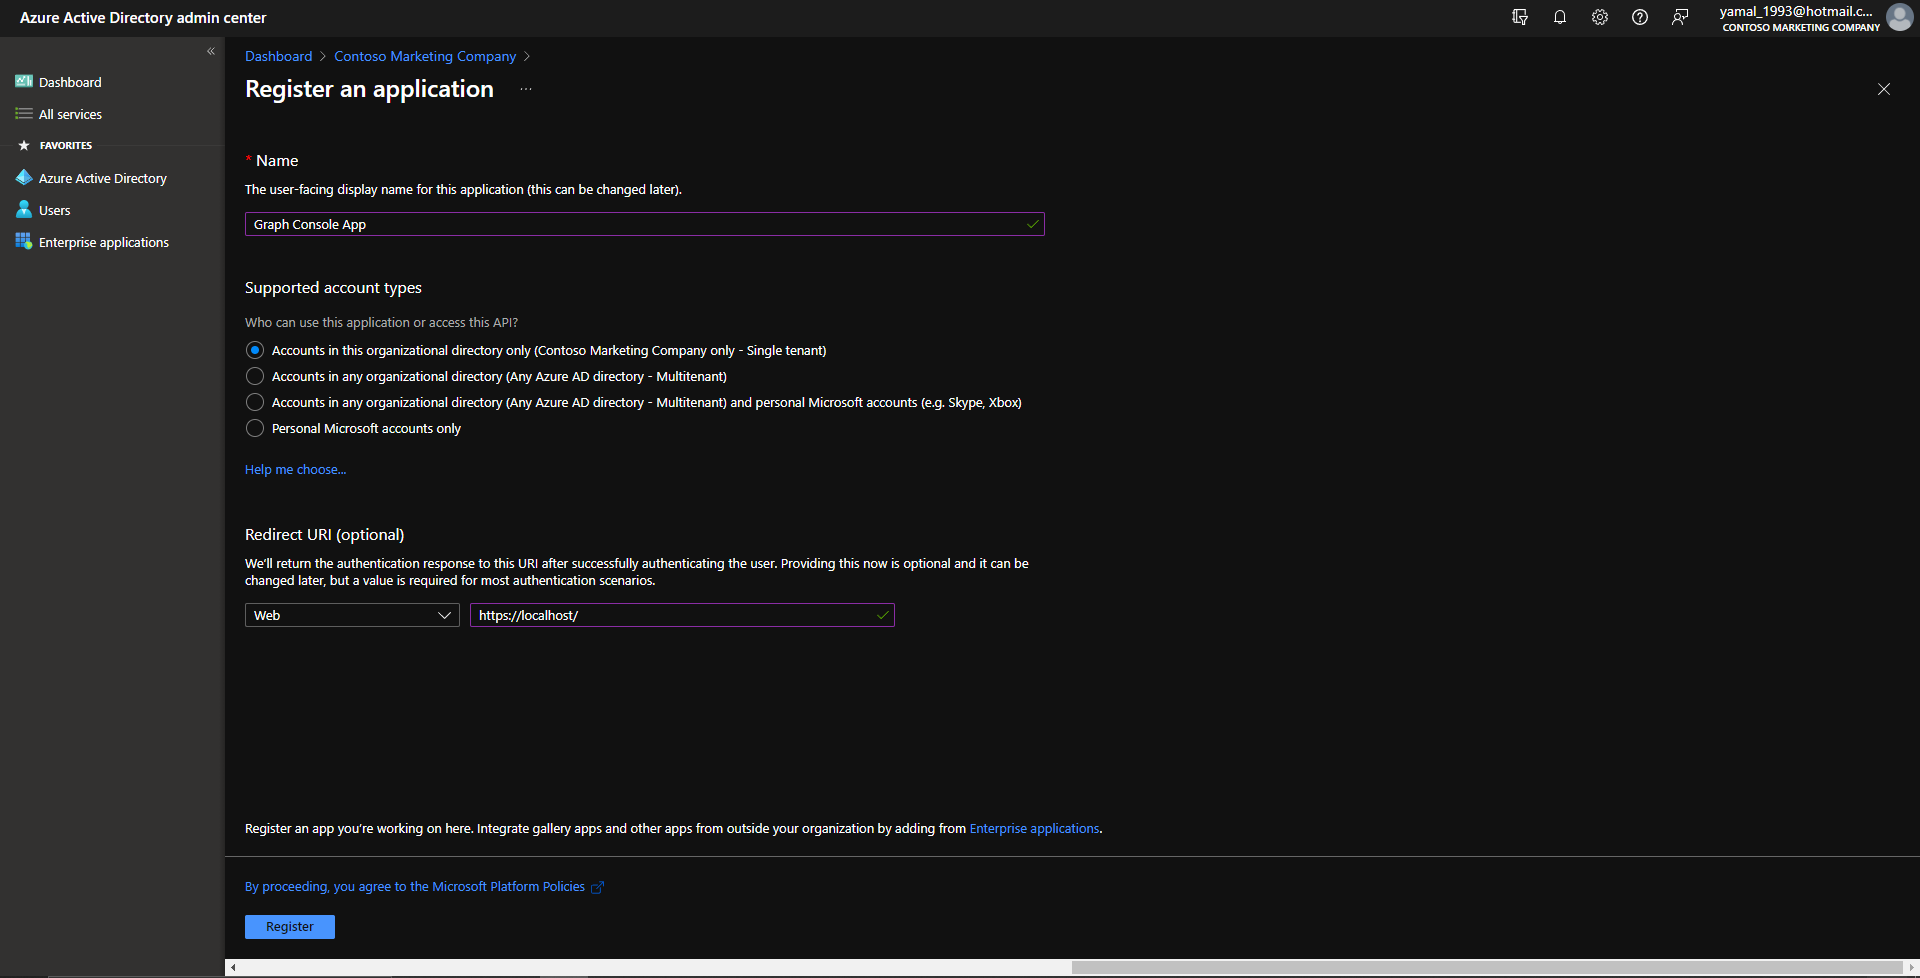 Azure Active Directory admin center
yamal_1993@hotmail.c...
CONTOSO MARKETING COMPANY
Dashboard
All services
FAVORITES
Azure Active Directory
Users
Enterprise applications
Dashboard > Contoso Marketing Company >
Register an application ...
* Name
The user-facing display name for this application (this can be changed later).
Graph Console App
Supported account types
Who can use this application or access this API?
Accounts in this organizational directory only (Contoso Marketing Company only - Single tenant)
Accounts in any organizational directory (Any Azure AD directory - Multitenant)
Accounts in any organizational directory (Any Azure AD directory - Multitenant) and personal Microsoft accounts (e.g. Skype, Xbox)
Personal Microsoft accounts only
Help me choose...
Redirect URI (optional)
We'll return the authentication response to this URI after successfully authenticating the user. Providing this now is optional and it can be
changed later, but a value is required for most authentication scenarios.
Web
https://localhost/
Register an app you're working on here. Integrate gallery apps and other apps from outside your organization by adding from Enterprise applications.
By proceeding, you agree to the Microsoft Platform Policies
Register